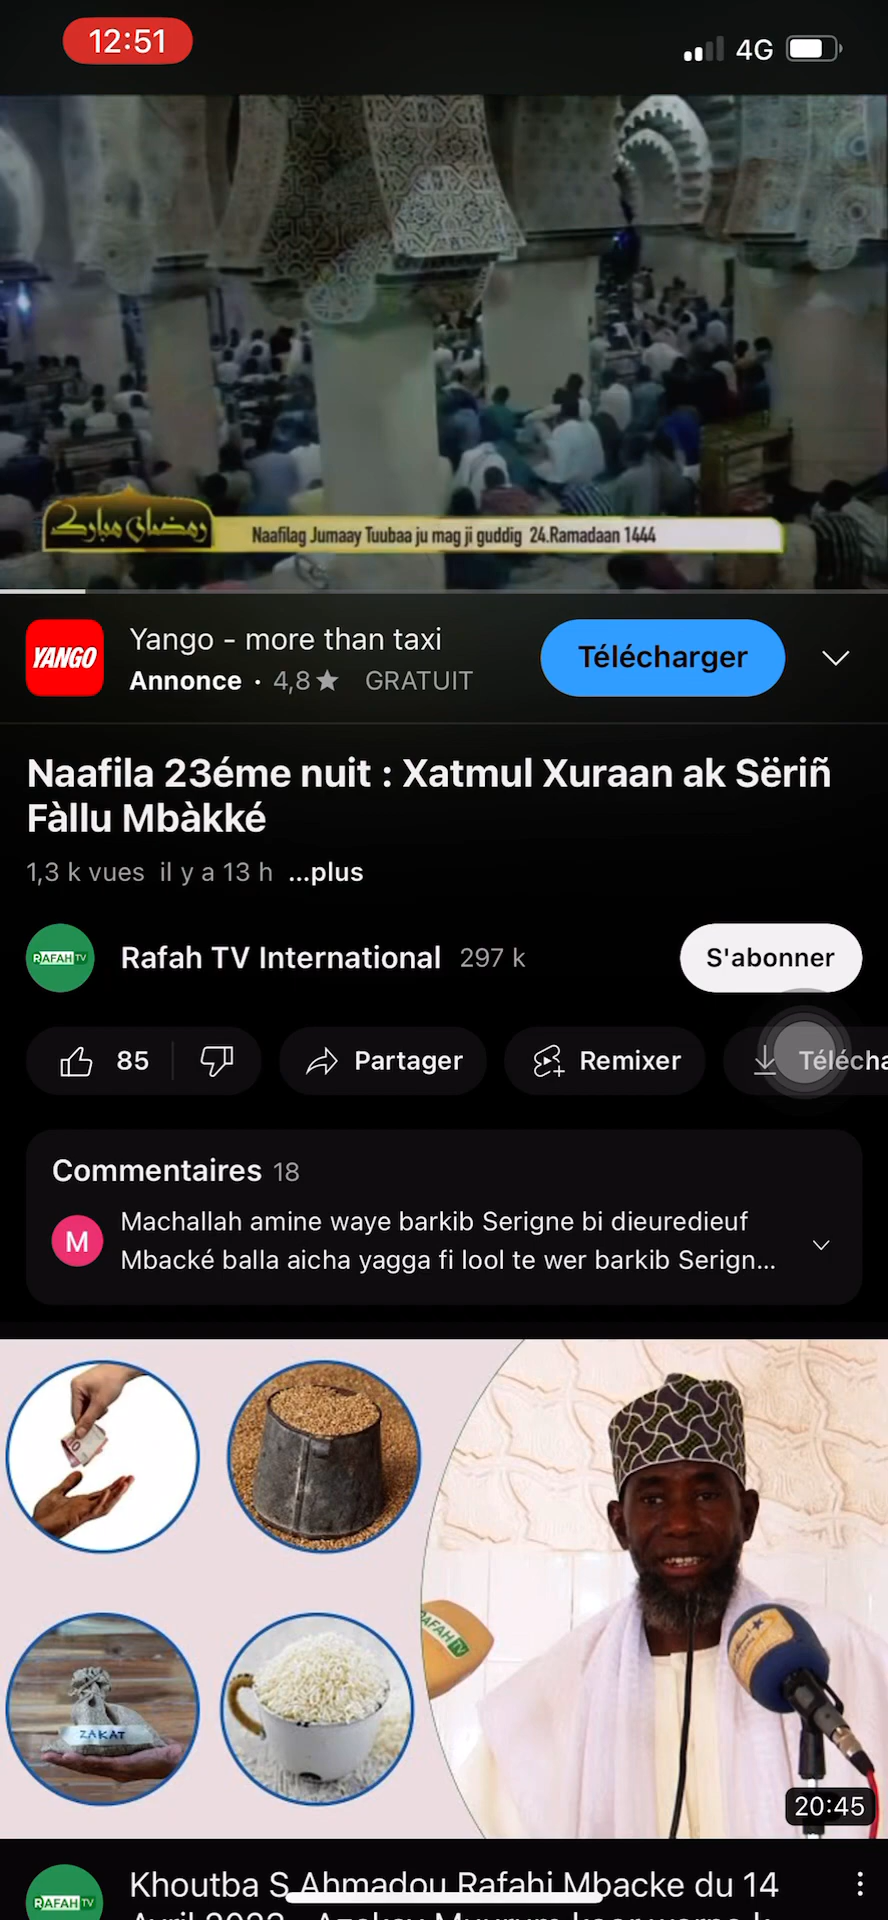 12:51
4G
رمضان مبارك
Naafilag Jumaay Tuubaa ju mag ji guddig 24.Ramadaan 1444
YANGO
Yango - more than taxi
Annonce · 4,8★ GRATUIT
Télécharger
Naafila 23éme nuit : Xatmul Xuraan ak Sëriñ
Fàllu Mbàkké
1,3 k vues il y a 13 h ...plus
RAFAH TV
Rafah TV International 297 k
S'abonner
85
Partager
Remixer
Télécha
Commentaires 18
M
Machallah amine waye barkib Serigne bi dieuredieuf
Mbacké balla aicha yagga fi lool te wer barkib Serign...
RAFAH TV
ZAKAT
20:45
RAFAH TV
Khoutba S Ahmadou Rafahi Mbacke du 14